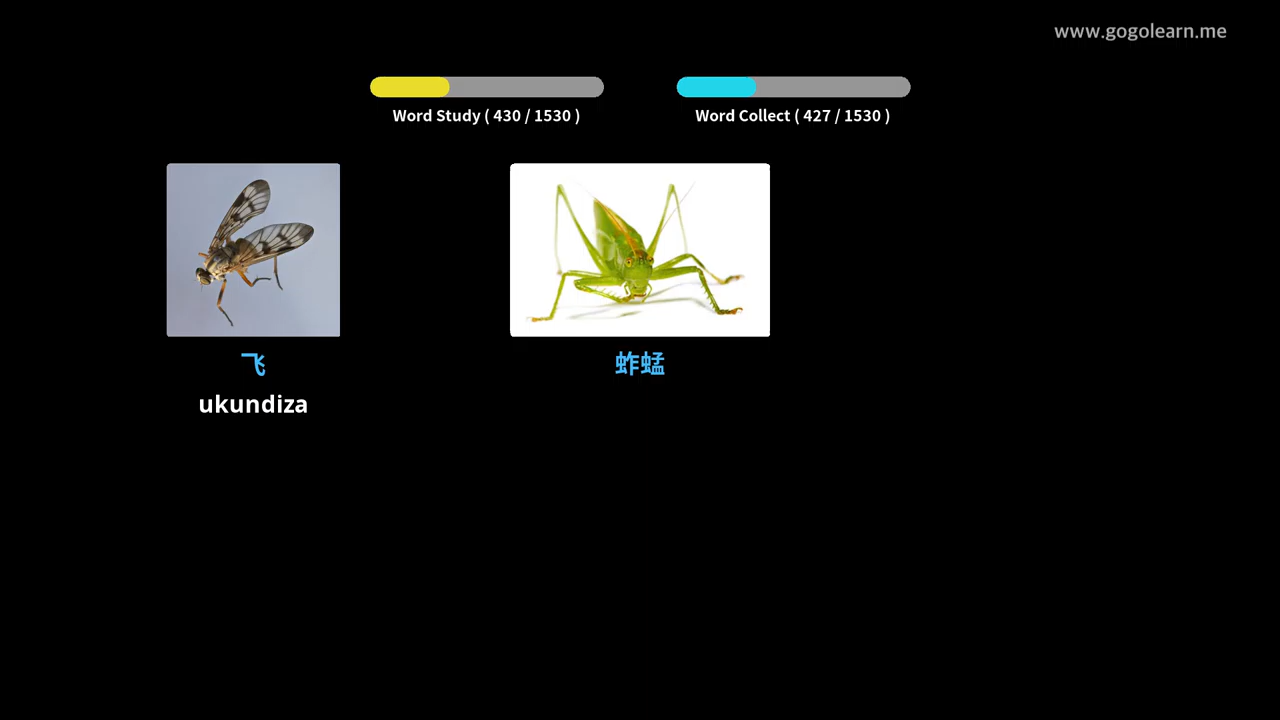 www.gogolearn.me
Word Study ( 430 / 1530 )
Word Collect ( 427 / 1530 )
飞
ukundiza
蚱蜢